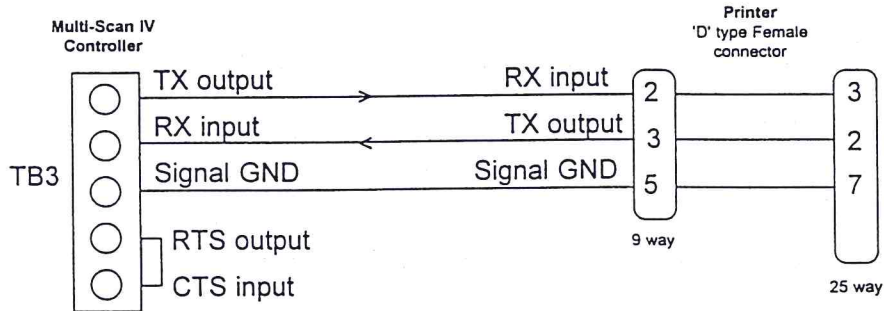 Multi-Scan IV
Controller
Printer
'D' type Female
connector
TX output
RX input
2
3
RX input
TX output
3
2
TB3
Signal GND
Signal GND
5
7
RTS output
9 way
CTS input
25 way